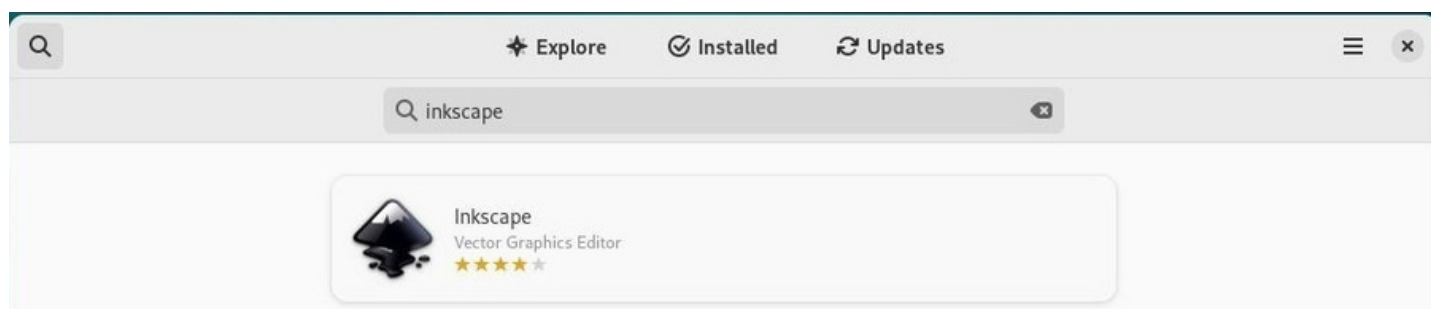 Explore Installed Updates
inkscape
Inkscape
Vector Graphics Editor